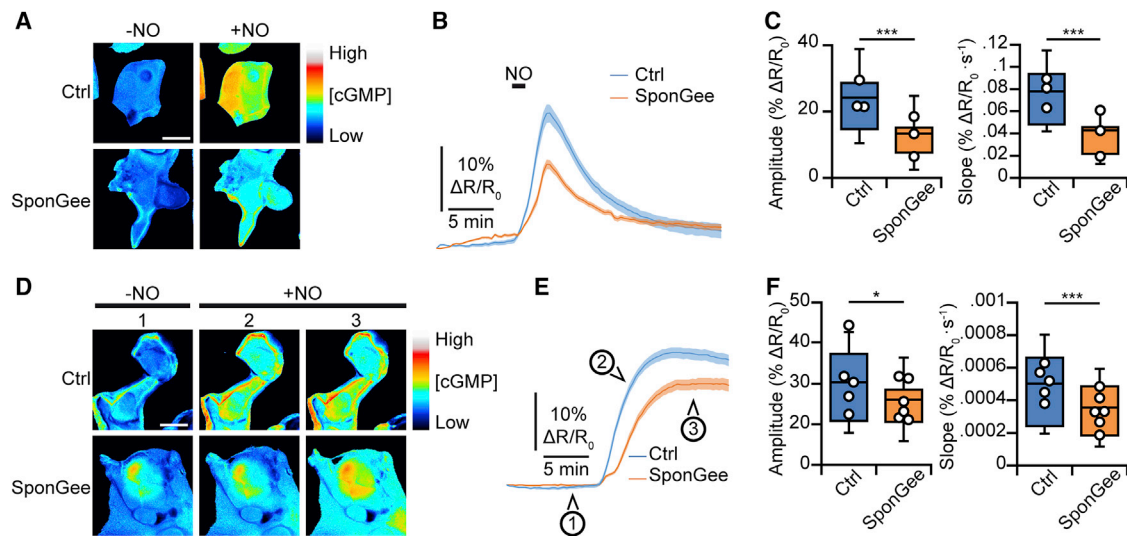 A
-NO
+NO
Ctrl
SponGee
High
[cGMP]
Low
B
NO
Ctrl
SponGee
10%
ΔR/R0
5 min
C
Amplitude (% ΔR/R0)
40
20
0
***
Ctrl
SponGee
Slope (% ΔR/R0 · s-1)
.12
.1
.08
.06
.04
.02
0
***
Ctrl
SponGee
D
-NO
+NO
1
2
3
Ctrl
SponGee
High
[cGMP]
Low
E
10%
ΔR/R0
5 min
1
2
3
Ctrl
SponGee
F
Amplitude (% ΔR/R0)
50
40
30
25
10
0
*
Ctrl
SponGee
Slope (% ΔR/R0 · s-1)
.001
.0008
.0006
.0004
.0002
0
***
Ctrl
SponGee